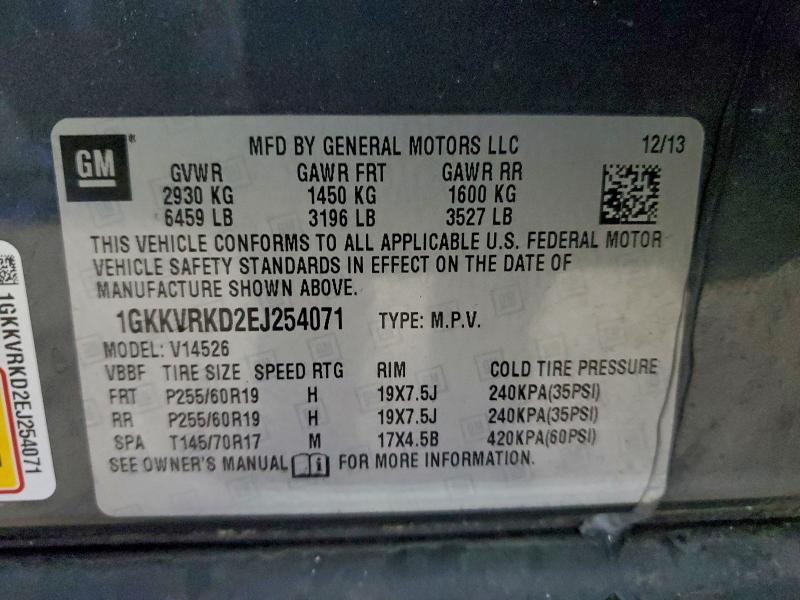 GM
MFD BY GENERAL MOTORS LLC 12/13
GVWR GAWR FRT GAWR RR
2930 KG 1450 KG 1600 KG
6459 LB 3196 LB 3527 LB
THIS VEHICLE CONFORMS TO ALL APPLICABLE U.S. FEDERAL MOTOR
VEHICLE SAFETY STANDARDS IN EFFECT ON THE DATE OF
MANUFACTURE SHOWN ABOVE.
1GKKVRKD2EJ254071 TYPE: M.P.V.
MODEL: V14526
VBBF TIRE SIZE SPEED RTG RIM COLD TIRE PRESSURE
FRT P255/60R19 H 19X7.5J 240KPA(35PSI)
RR P255/60R19 H 19X7.5J 240KPA(35PSI)
SPA T145/70R17 M 17X4.5B 420KPA(60PSI)
SEE OWNER'S MANUAL FOR MORE INFORMATION.
1GKKVRKD2EJ254071